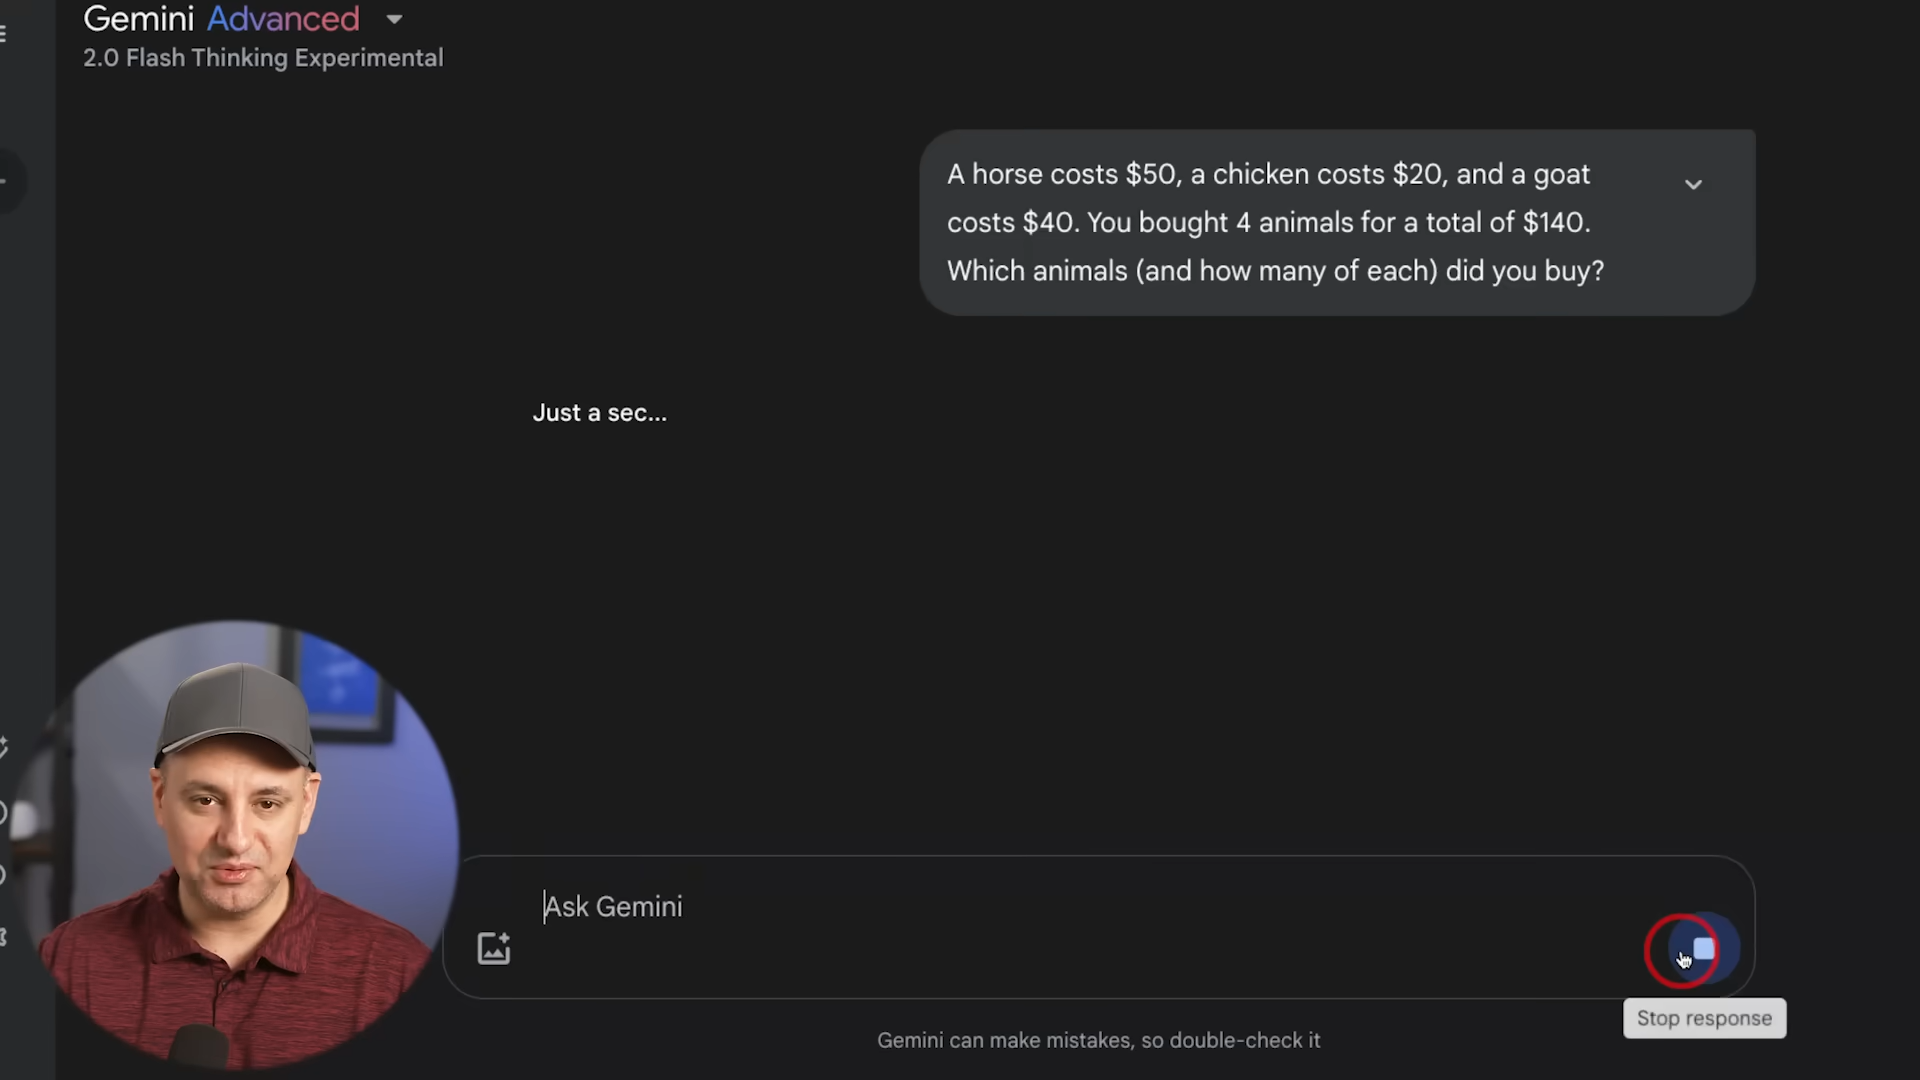 Gemini Advanced
2.0 Flash Thinking Experimental
A horse costs $50, a chicken costs $20, and a goat
costs $40. You bought 4 animals for a total of $140.
Which animals (and how many of each) did you buy?
Just a sec...
Ask Gemini
Stop response
Gemini can make mistakes, so double-check it